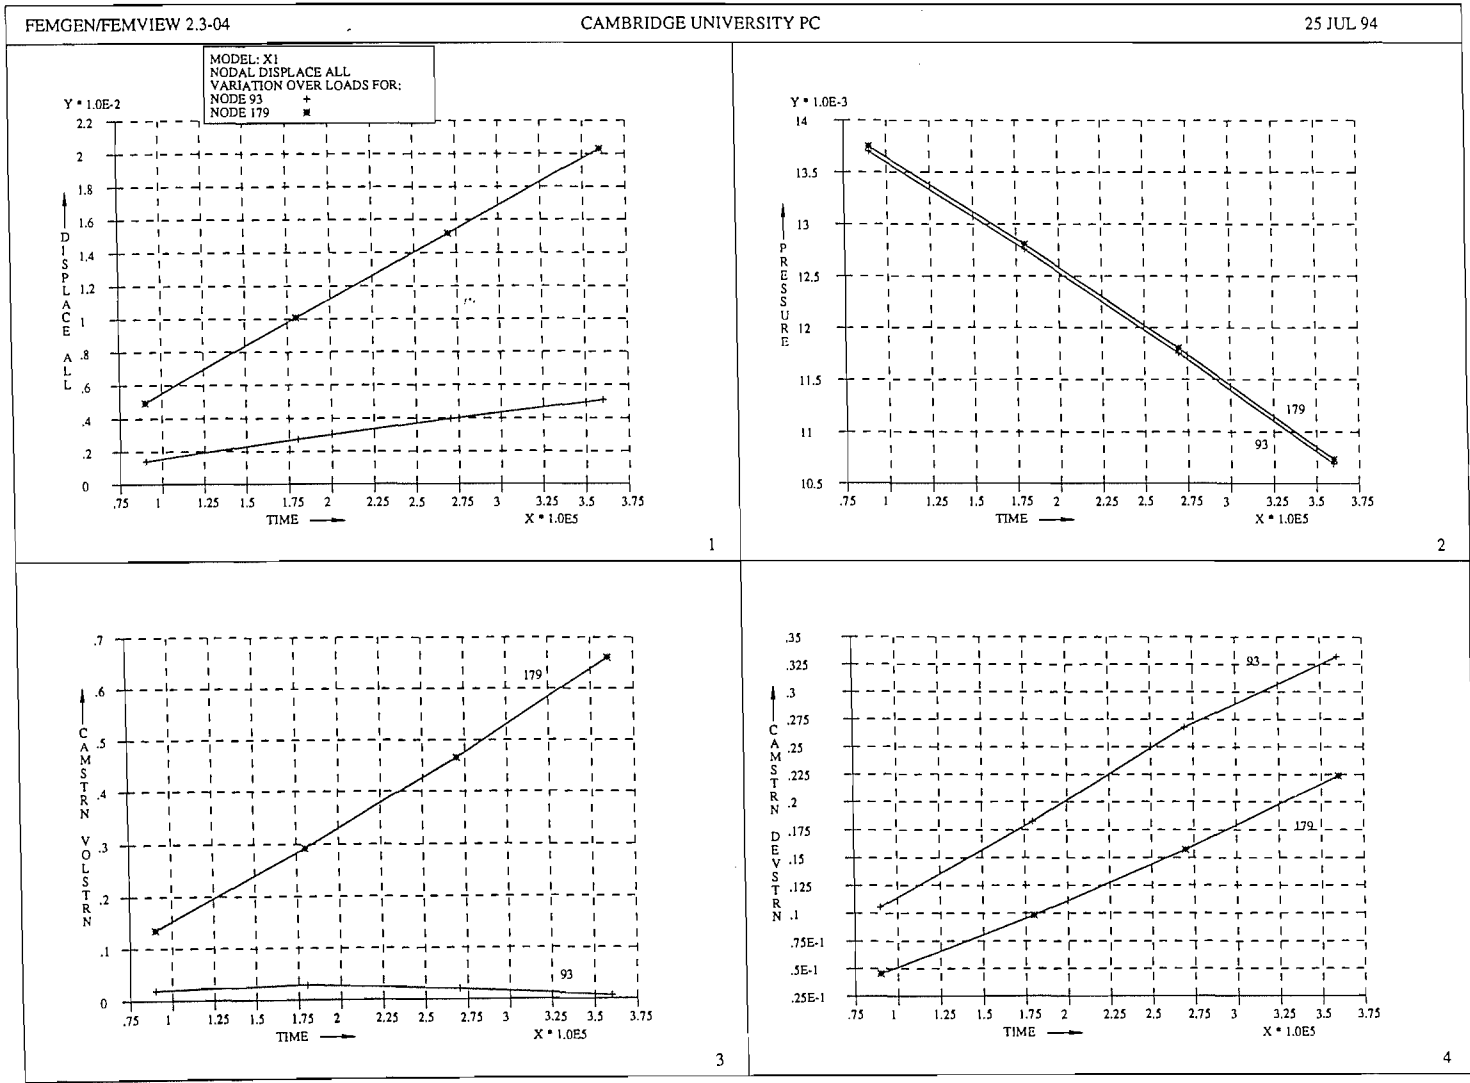 FEMGEN/FEMVIEW 2.3-04
CAMBRIDGE UNIVERSITY PC
25 JUL 94
MODEL: X1
NODAL DISPLACE ALL
VARIATION OVER LOADS FOR:
NODE 93 +
NODE 179 ✱
Y * 1.0E-2
2.2
2
1.8
1.6
1.4
1.2
1
.8
.6
.4
.2
0
DISPLACE ALL
.75 1 1.25 1.5 2 2.25 2.5 2.75 3 3.25 3.5 3.75
TIME
X * 1.0E5
1
Y * 1.0E-3
14
13.5
13
12.5
12
11.5
11
10.5
PRESSURE
179
93
.75 1 1.25 1.5 1.75 2 2.25 2.5 2.75 3 3.25 3.5 3.75
TIME
X * 1.0E5
2
.7
.6
.5
.4
.3
.2
.1
0
CAMSTRN VOLSTRN
179
93
.75 1 1.25 1.5 1.75 2 2.25 2.5 2.75 3 3.25 3.5 3.75
TIME
X * 1.0E5
3
.35
.325
.3
.275
.25
.225
.2
.175
.15
.125
.1
.75E-1
.5E-1
.25E-1
CAMSTRN DEVSTRN
93
179
.75 1 1.25 1.5 1.75 2 2.25 2.5 2.75 3 3.25 3.5 3.75
TIME
X * 1.0E5
4